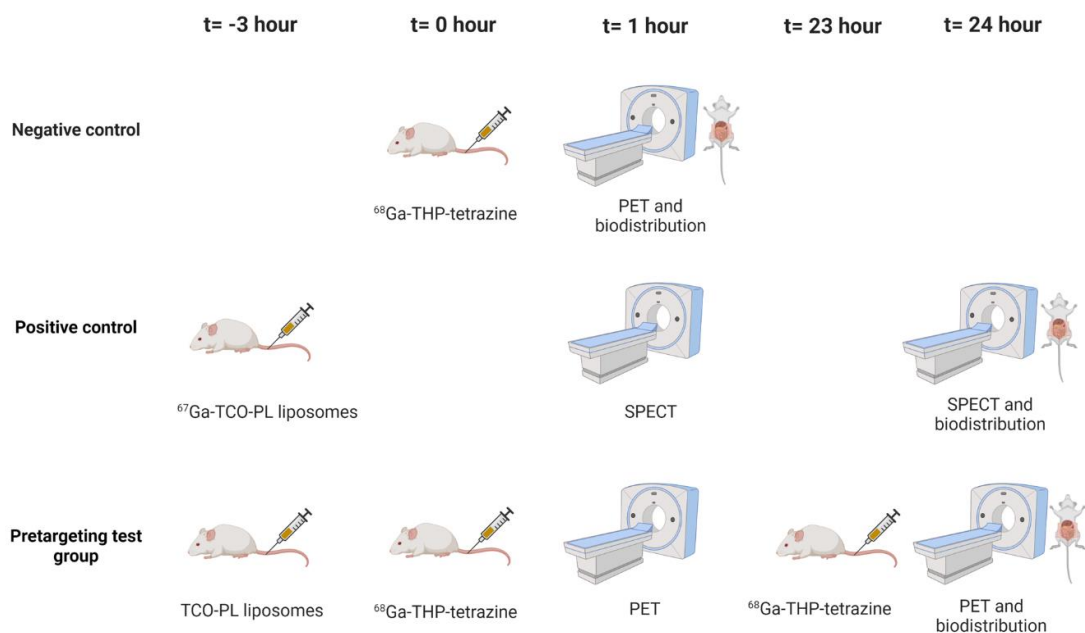 t= -3 hour t= 0 hour t= 1 hour t= 23 hour t= 24 hour
Negative control
⁶⁸Ga-THP-tetrazine
PET and
biodistribution
Positive control
⁶⁷Ga-TCO-PL liposomes
SPECT
SPECT and
biodistribution
Pretargeting test
group
TCO-PL liposomes
⁶⁸Ga-THP-tetrazine
PET
⁶⁸Ga-THP-tetrazine
PET and
biodistribution